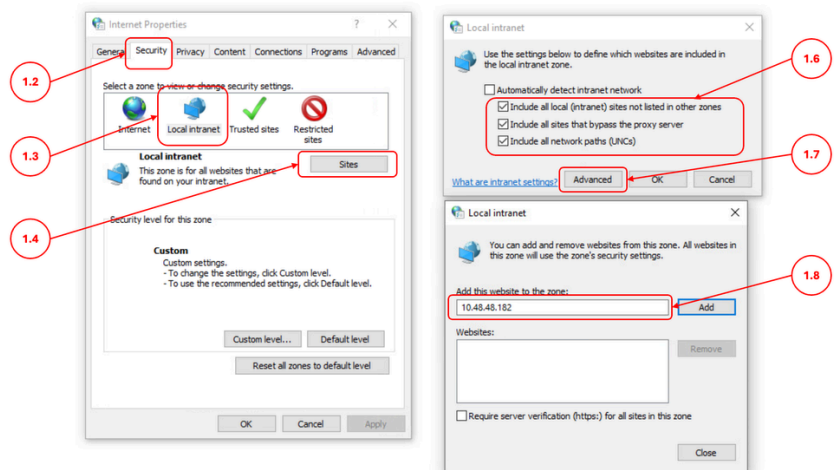 Internet Properties
General Security Privacy Content Connections Programs Advanced
1.2
Select a zone to view or change security settings.
Internet Local intranet Trusted sites Restricted
sites
1.3
Local intranet
This zone is for all
websites that are
found on your intranet.
Sites
1.4
Security level for this zone
Custom
Custom settings.
- To change the settings, click Custom level.
- To use the recommended settings, click Default level.
Custom level... Default level
Reset all zones to default level
OK Cancel Apply
Local intranet
Use the settings below to define which websites are included in
the local intranet zone.
1.6
Automatically detect intranet network
Include all local (intranet) sites not listed in other zones
Include all sites that bypass the proxy server
Include all network paths (UNCs)
1.7
What are intranet settings? Advanced OK Cancel
Local intranet
You can add and remove websites from this zone. All websites in
this zone will use the zone's security settings.
1.8
Add this website to the zone:
10.48.48.182 Add
Websites:
Remove
Require server verification (https:) for all sites in this zone
Close